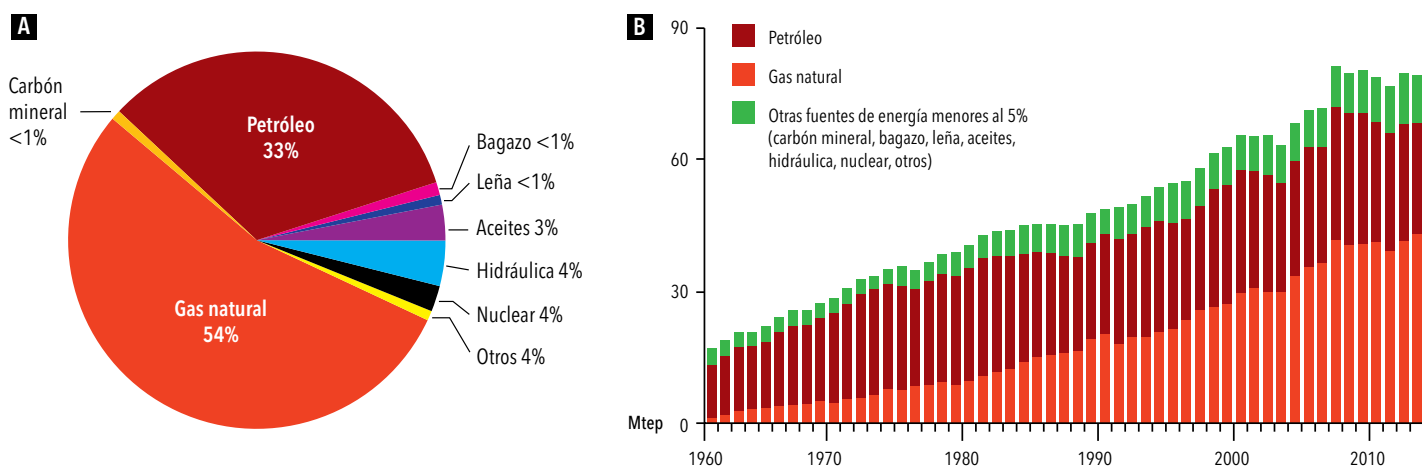 A
Carbón
mineral
<1%
Petróleo
33%
Bagazo <1%
Leña <1%
Aceites 3%
Hidráulica 4%
Nuclear 4%
Otros 4%
Gas natural
54%
B
90
60
30
Mtep 0
Petróleo
Gas natural
Otras fuentes de energía menores al 5%
(carbón mineral, bagazo, leña, aceites,
hidráulica, nuclear, otros)
1960 1970 1980 1990 2000 2010